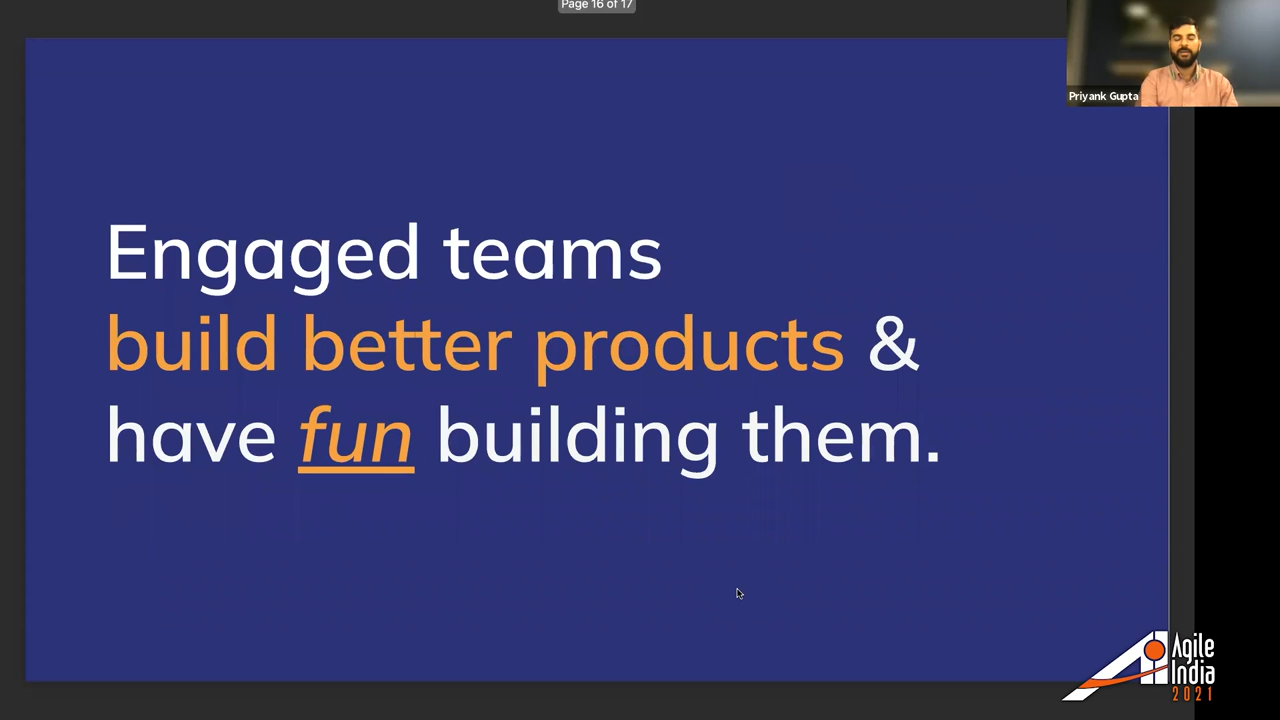 Page 16 of 17
Priyank Gupta
Engaged teams
build better products &
have fun building them.
Agile
India
2021